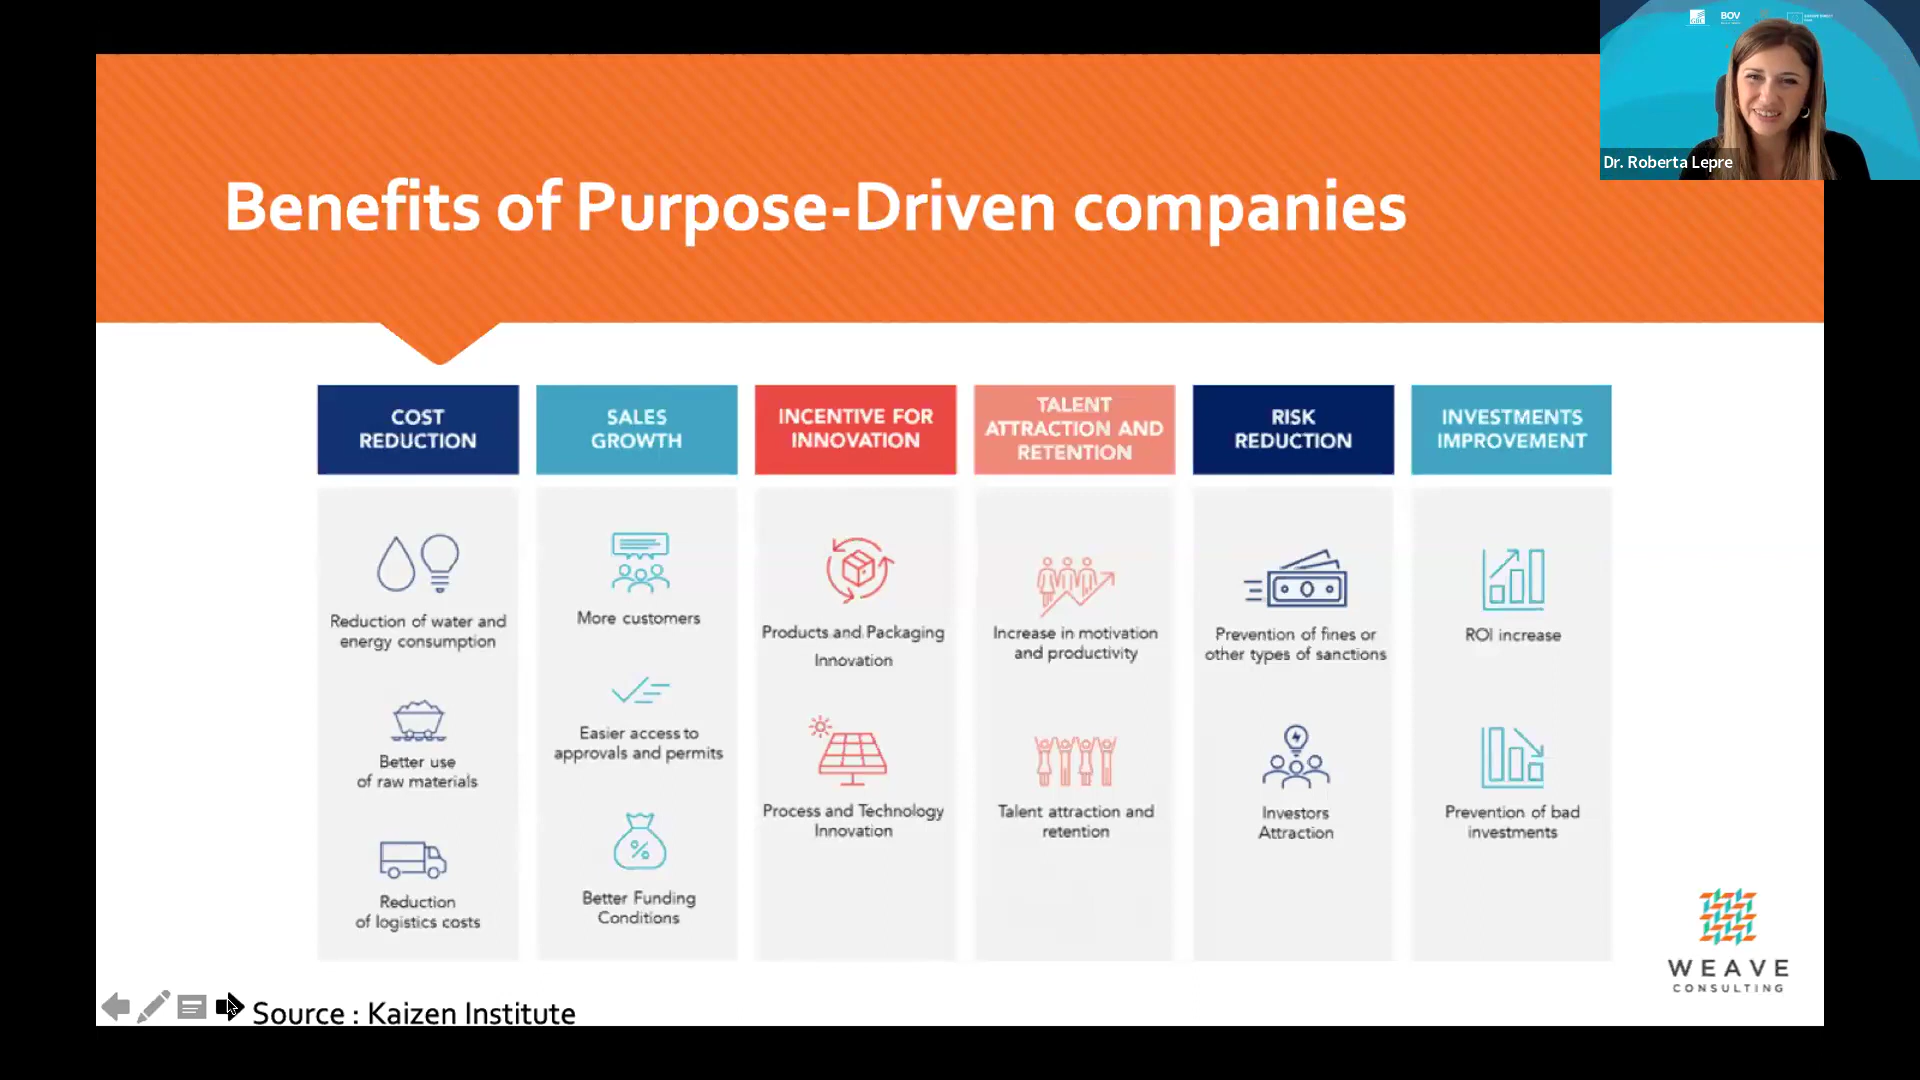 BOV
Dr. Roberta Lepre
Benefits of Purpose-Driven companies
COST
REDUCTION
Reduction of water and
energy consumption
Better use
of raw materials
Reduction
of logistics costs
SALES
GROWTH
More customers
Easier access to
approvals and permits
%
Better Funding
Conditions
INCENTIVE FOR
INNOVATION
Products and Packaging
Innovation
Process and Technology
Innovation
TALENT
ATTRACTION AND
RETENTION
Increase in motivation
and productivity
Talent attraction and
retention
RISK
REDUCTION
Prevention of fines or
other types of sanctions
Investors
Attraction
INVESTMENTS
IMPROVEMENT
ROI increase
Prevention of bad
investments
WEAVE
CONSULTING
Source : Kaizen Institute